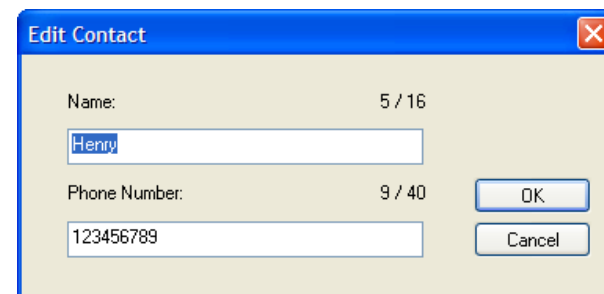 Edit Contact
Name: 5 / 16
Henry
Phone Number: 9 / 40
OK
123456789
Cancel